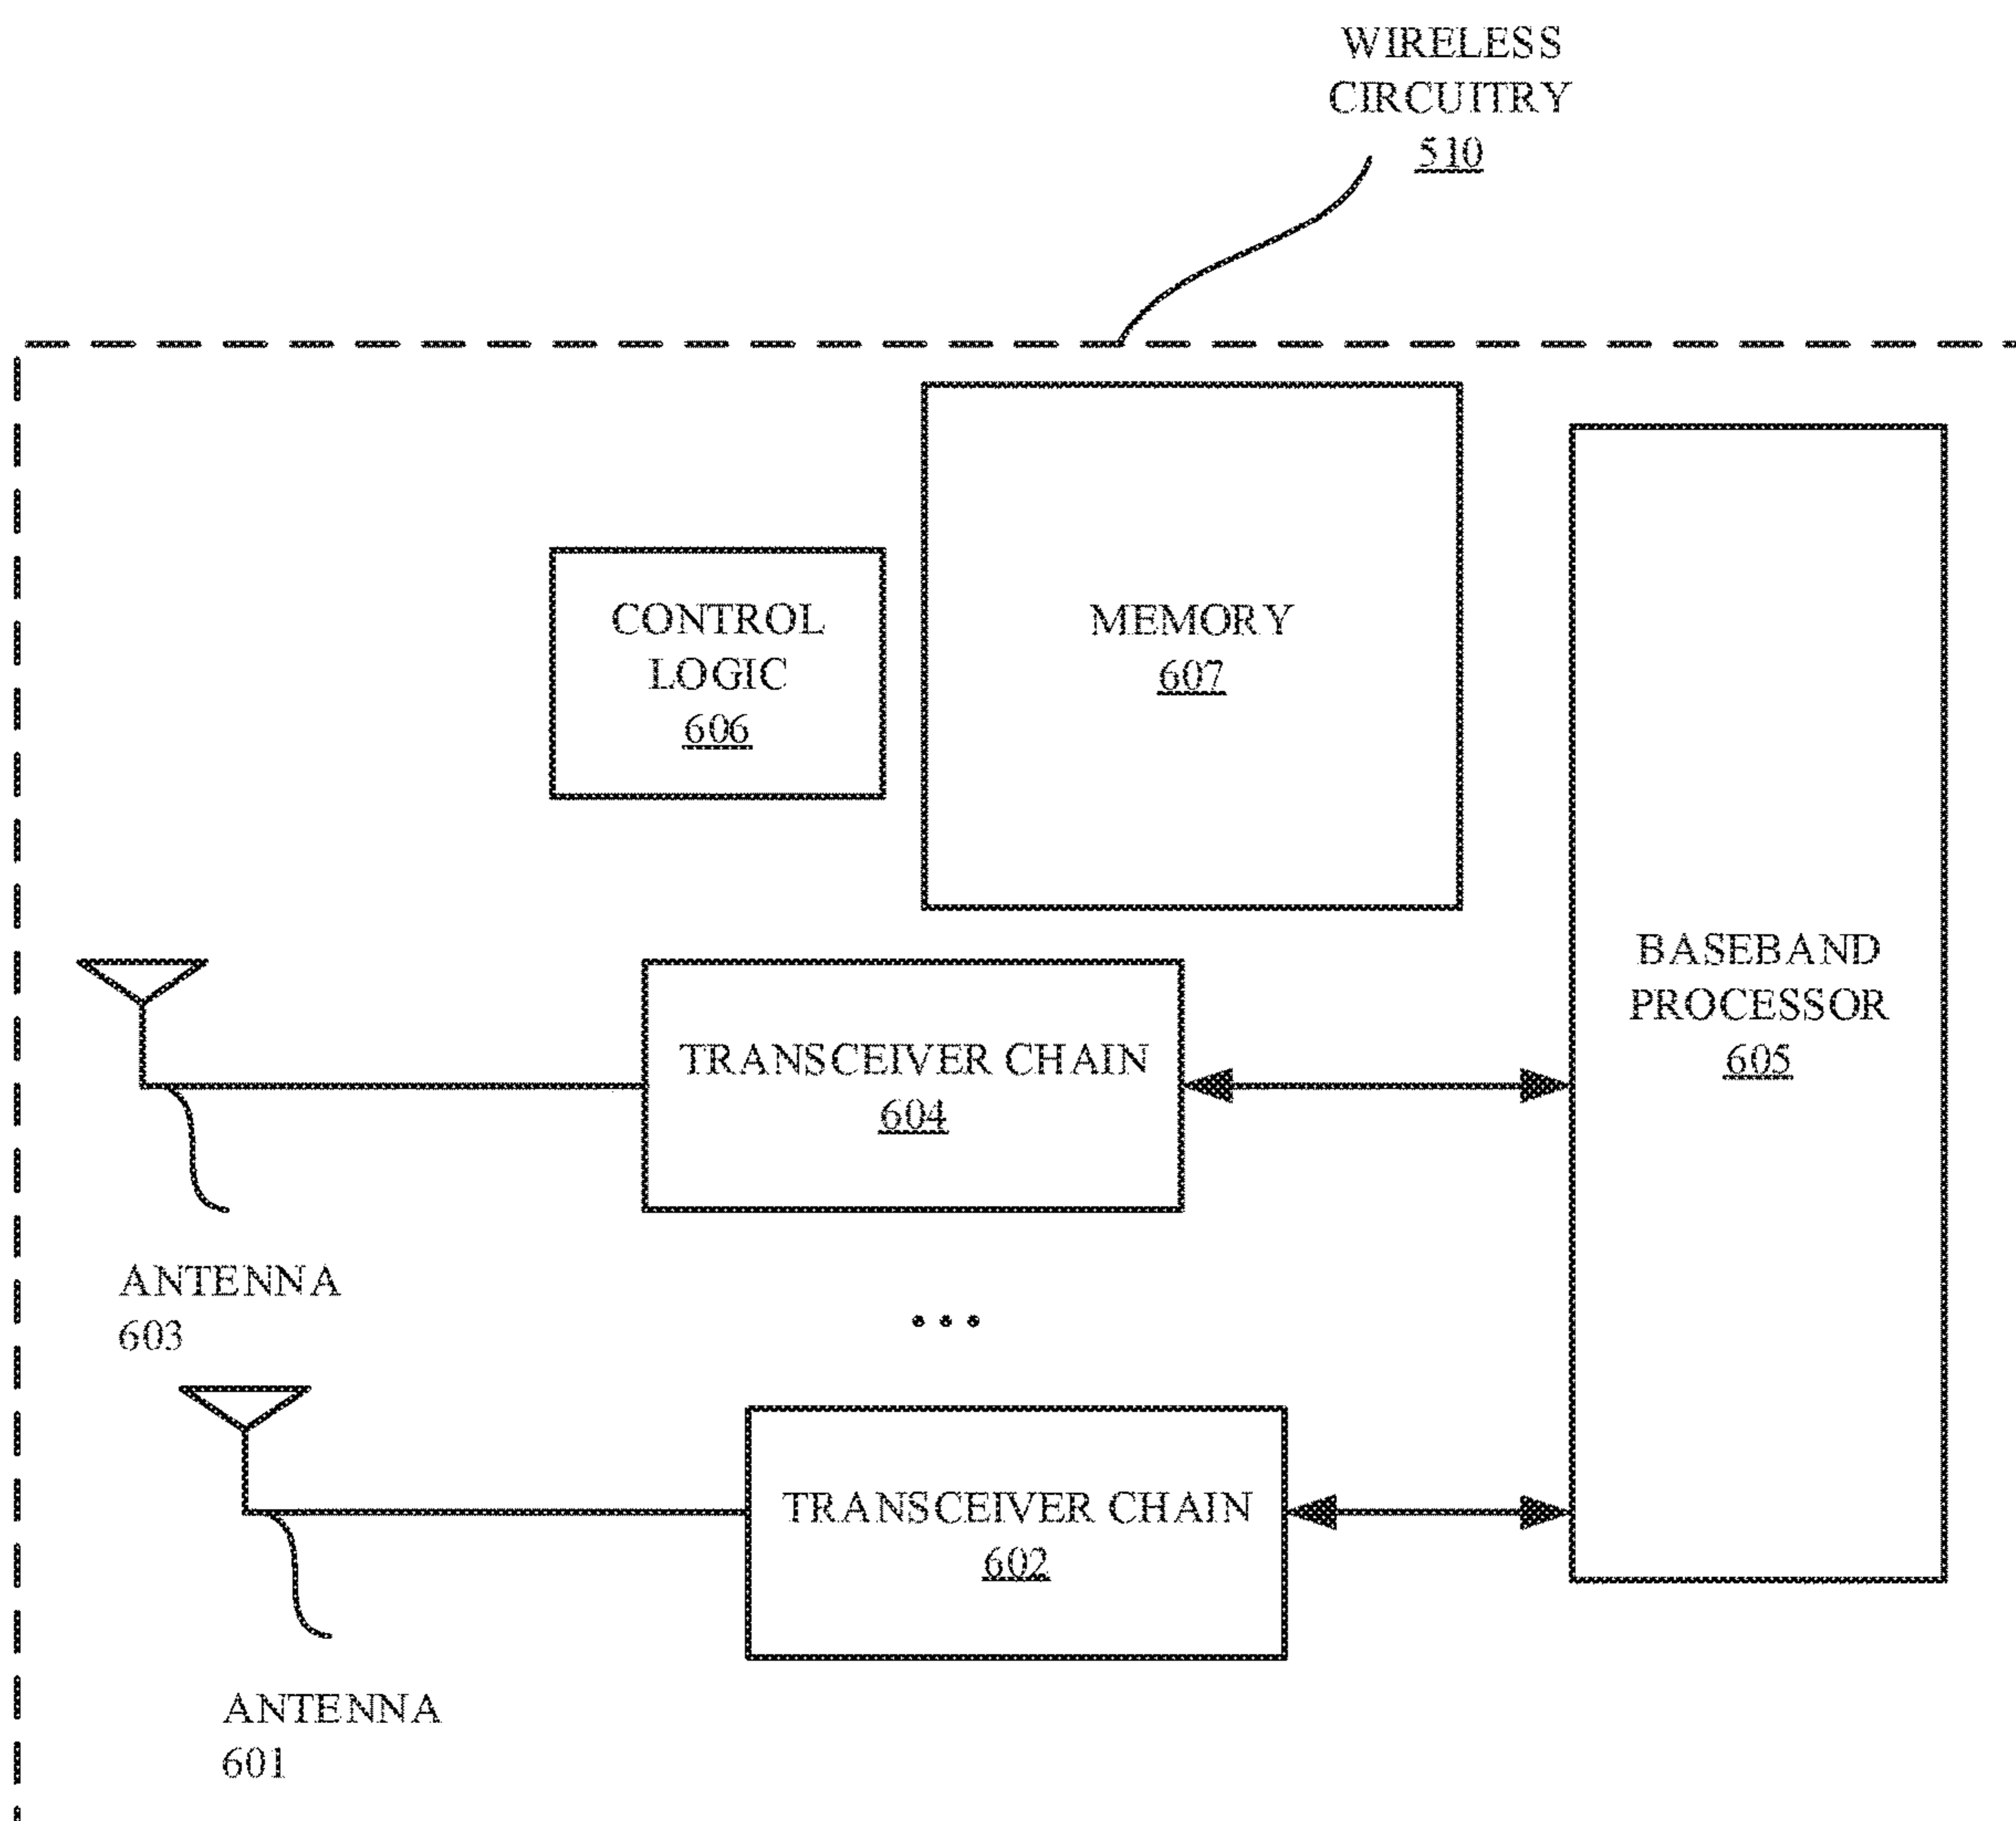 WIRELESS
CIRCUITRY
510
CONTROL
LOGIC
606
MEMORY
607
BASEBAND
PROCESSOR
605
TRANSCEIVER CHAIN
604
ANTENNA
603
...
TRANSCEIVER CHAIN
602
ANTENNA
601